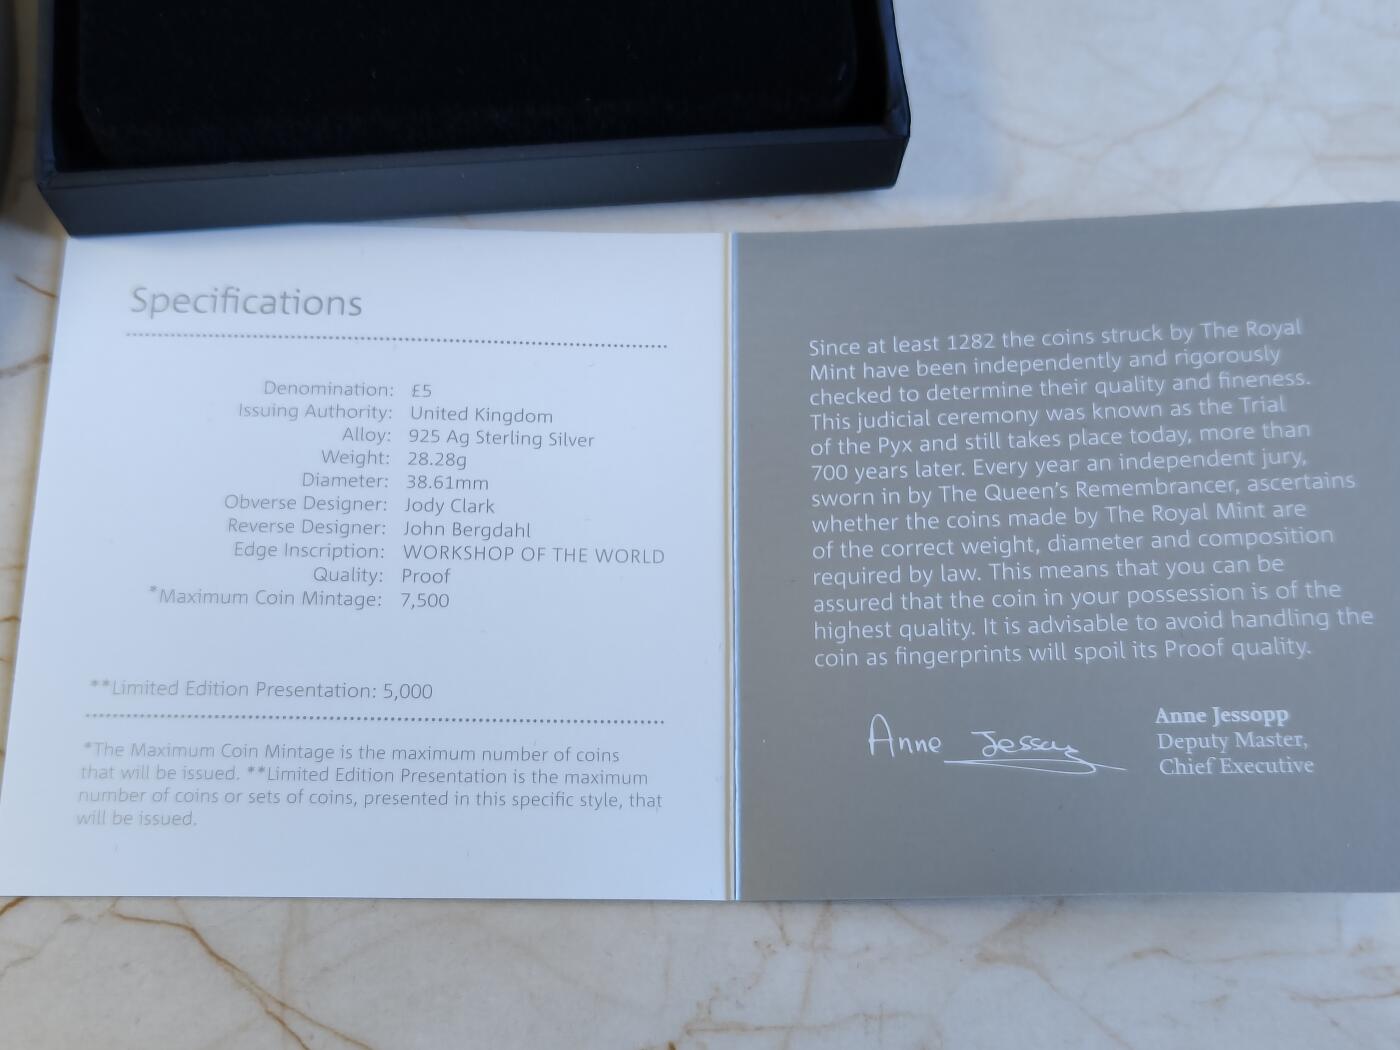 Specifications
Denomination: £5
Issuing Authority: United Kingdom
Alloy: 925 Ag Sterling Silver
Weight: 28.28g
Diameter: 38.61mm
Obverse Designer: Jody Clark
Reverse Designer: John Bergdahl
Edge Inscription: WORKSHOP OF THE WORLD
Quality: Proof
*Maximum Coin Mintage: 7,500
**Limited Edition Presentation: 5,000
*The Maximum Coin Mintage is the maximum number of coins
that will be issued. **Limited Edition Presentation is the maximum
number of coins or sets of coins, presented in this specific style, that
will be issued.
Since at least 1282 the coins struck by The Royal
Mint have been independently and rigorously
checked to determine their quality and fineness.
This judicial ceremony was known as the Trial
of the Pyx and still takes place today, more than
700 years later. Every year an independent jury,
sworn in by The Queen's Remembrancer, ascertains
whether the coins made by The Royal Mint are
of the correct weight, diameter and composition
required by law. This means that you can be
assured that the coin in your possession is of the
highest quality. It is advisable to avoid handling the
coin as fingerprints will spoil its Proof quality.
Anne Jessopp
Anne Jessopp
Deputy Master,
Chief Executive